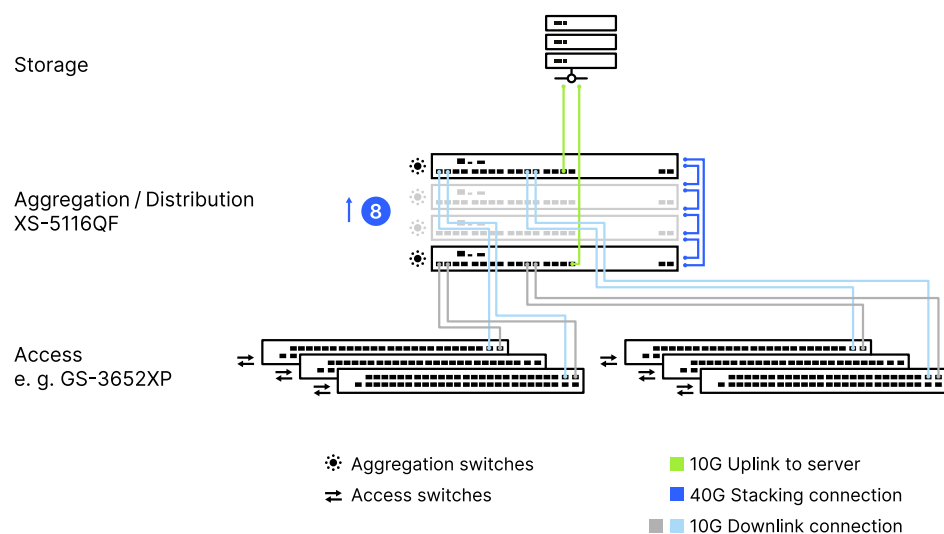 Storage
Aggregation / Distribution
XS-5116QF
8
Access
e. g. GS-3652XP
Aggregation switches
Access switches
10G Uplink to server
40G Stacking connection
10G Downlink connection